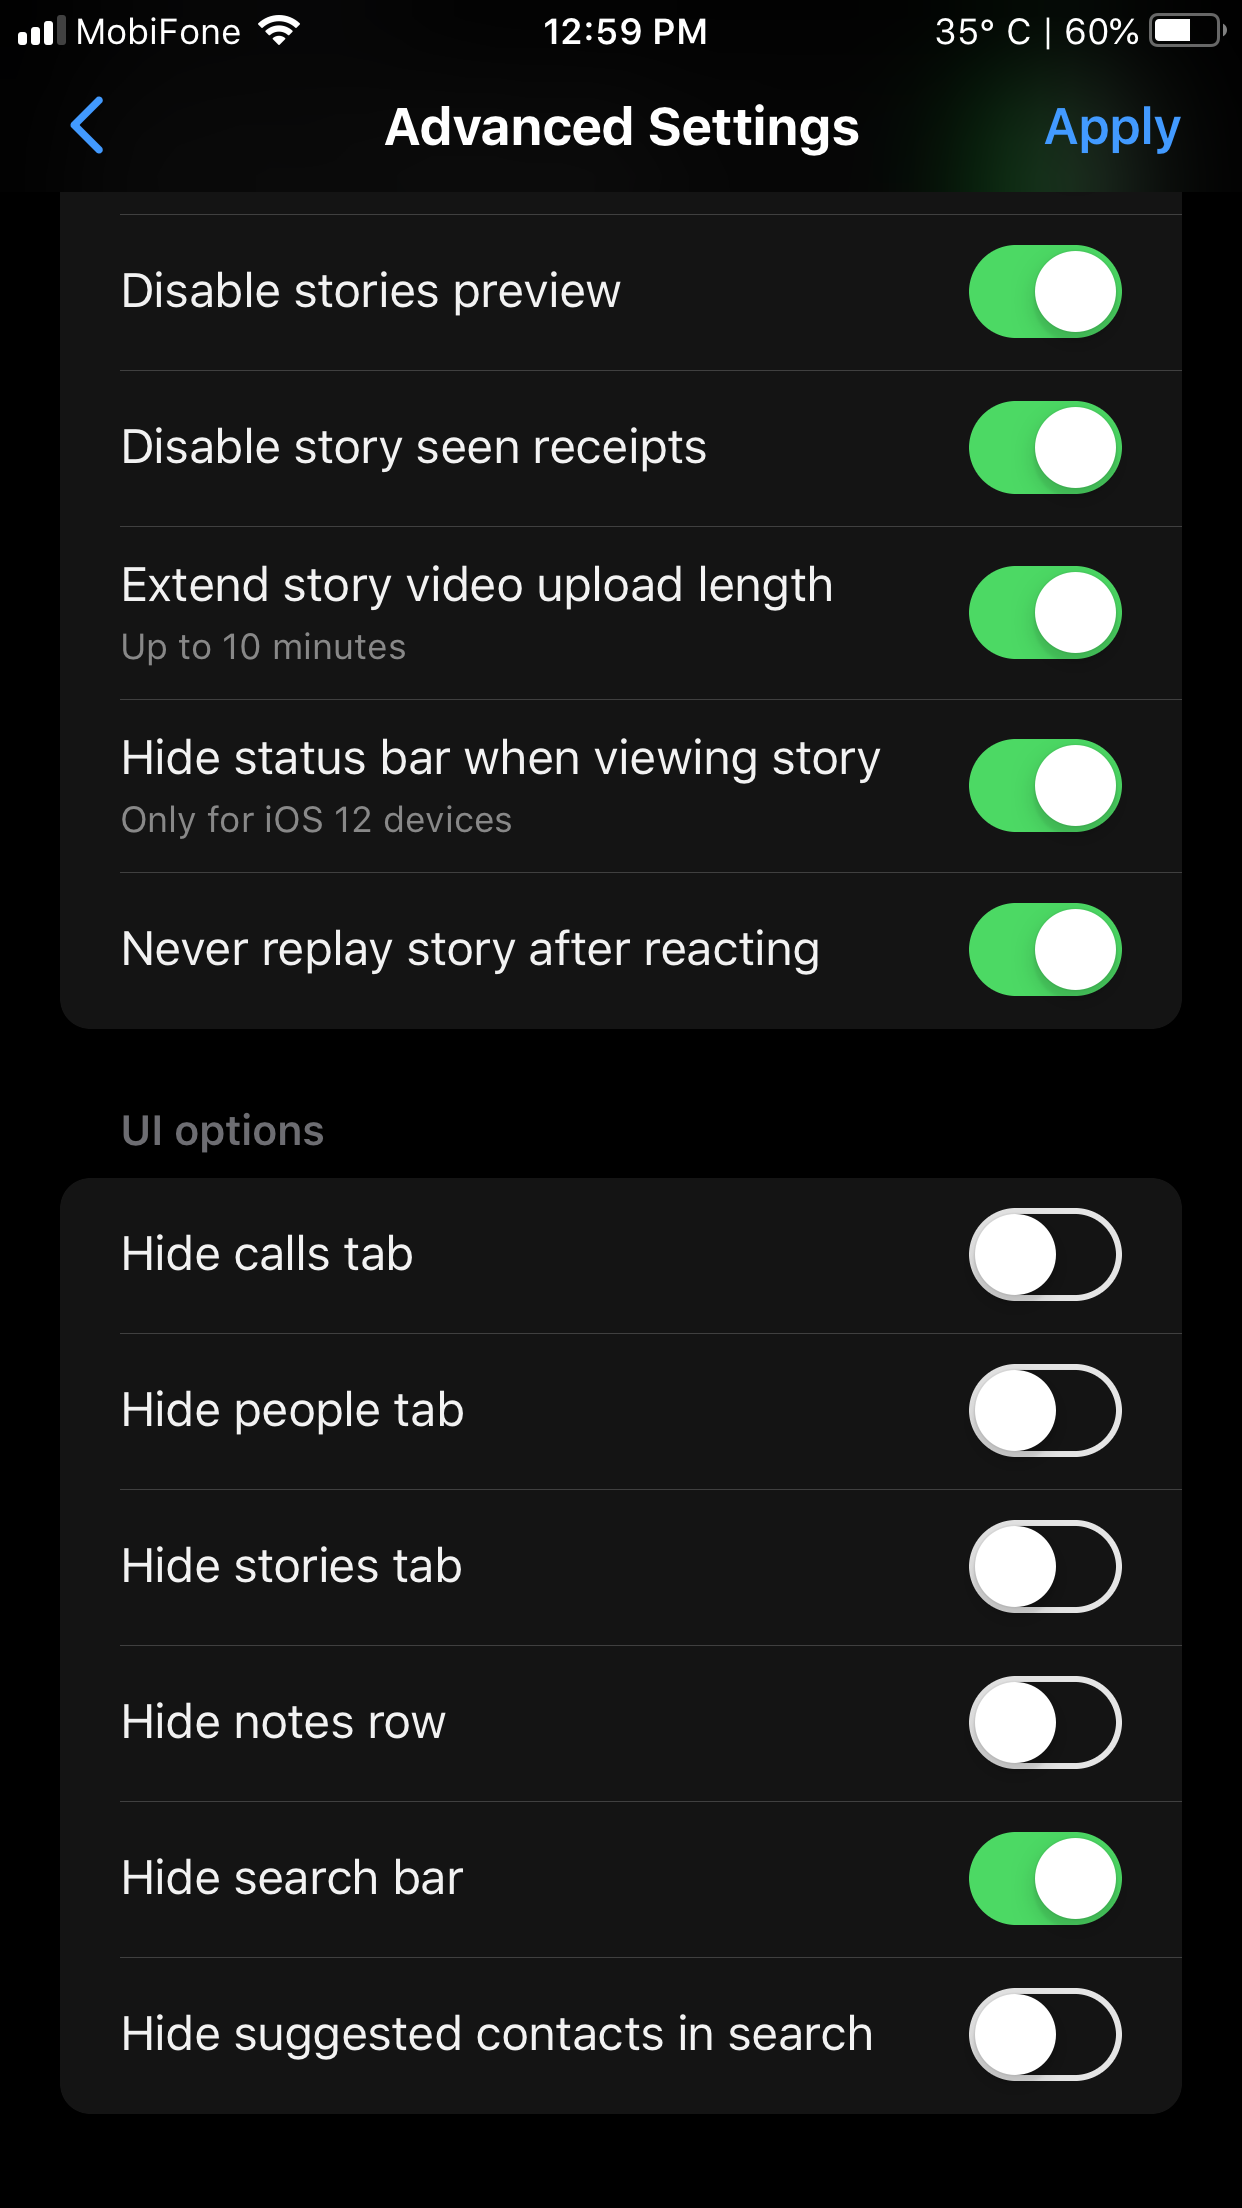 MobiFone 12:59 PM 35° C | 60%
Advanced Settings Apply
Disable stories preview
Disable story seen receipts
Extend story video upload length
Up to 10 minutes
Hide status bar when viewing story
Only for iOS 12 devices
Never replay story after reacting
UI options
Hide calls tab
Hide people tab
Hide stories tab
Hide notes row
Hide search bar
Hide suggested contacts in search